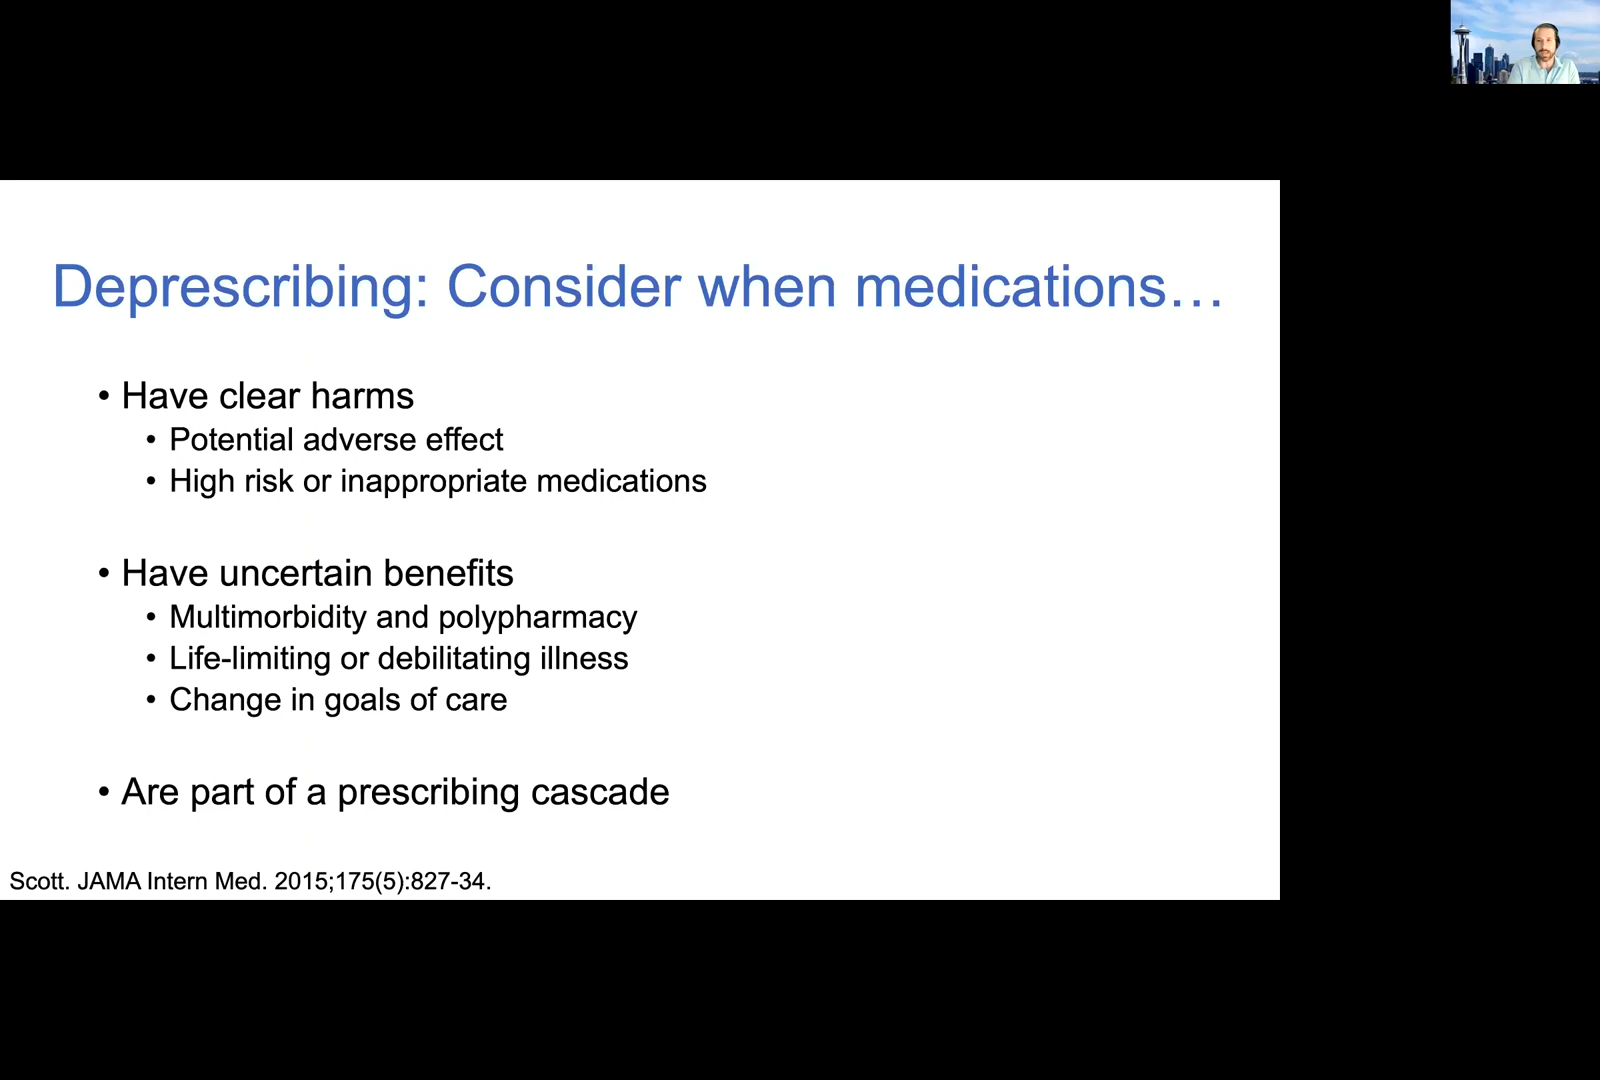 Deprescribing: Consider when medications…
• Have clear harms
• Potential adverse effect
• High risk or inappropriate medications
• Have uncertain benefits
• Multimorbidity and polypharmacy
• Life-limiting or debilitating illness
• Change in goals of care
• Are part of a prescribing cascade
Scott. JAMA Intern Med. 2015;175(5):827-34.